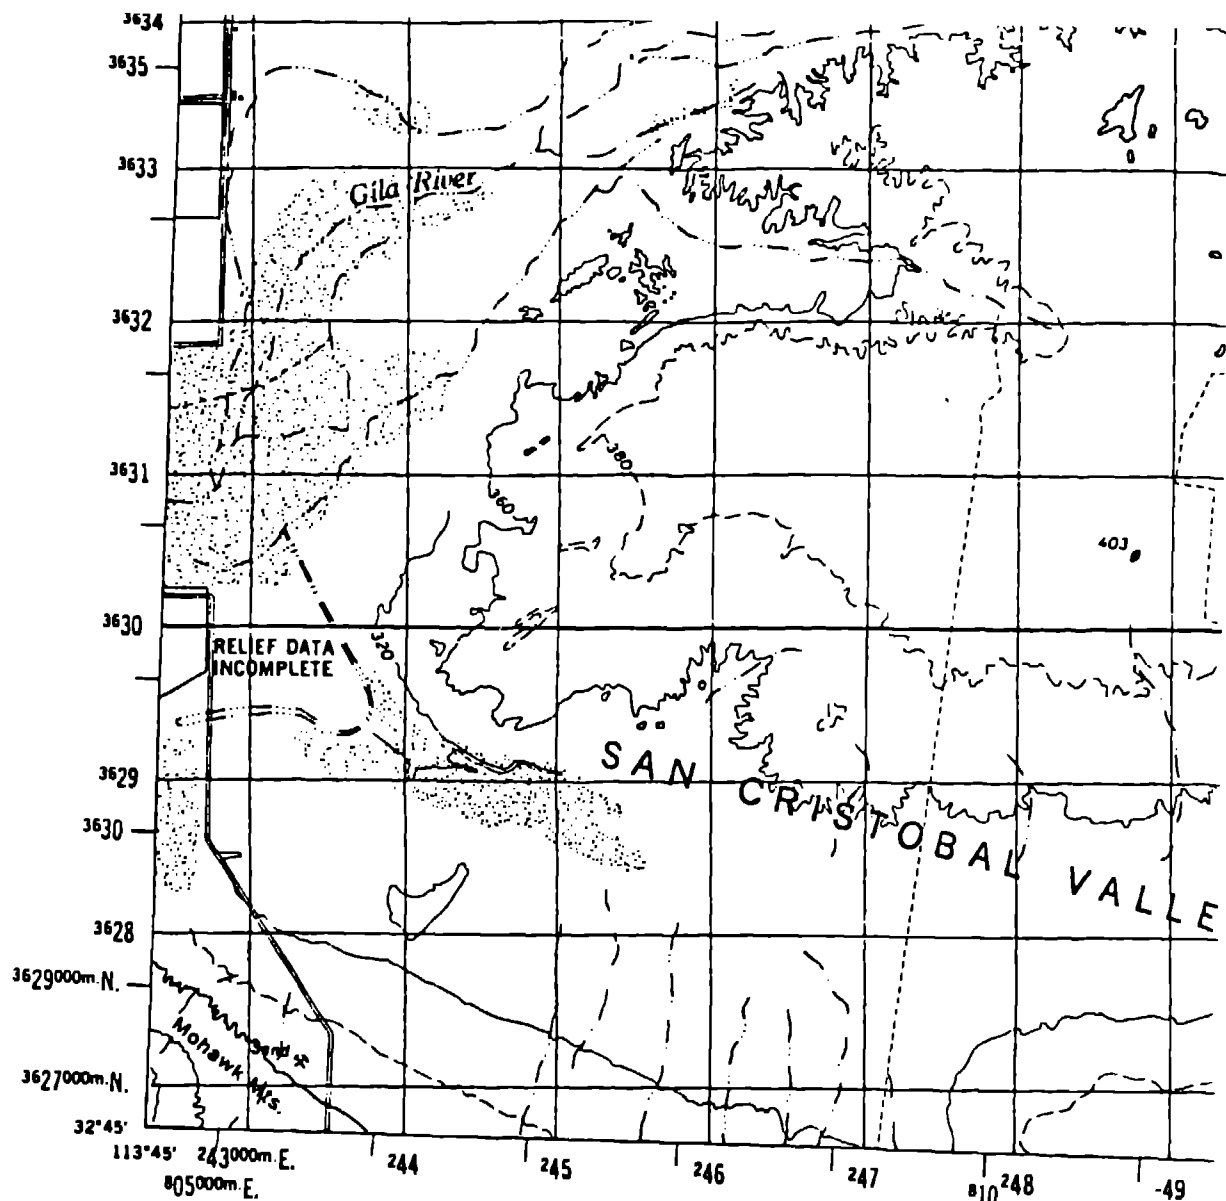 3634
3635
3633
Gila River
3632
3631
380
360
403
3630
320
RELIEF DATA
INCOMPLETE
SAN CRISTOBAL VALLE
3629
3630
3628
3629000m.N.
Mohawk Mts.
Sand
3627000m.N.
32°45'
113°45' 243000m.E. 244 245 246 247 248 -49
805000m.E. 810